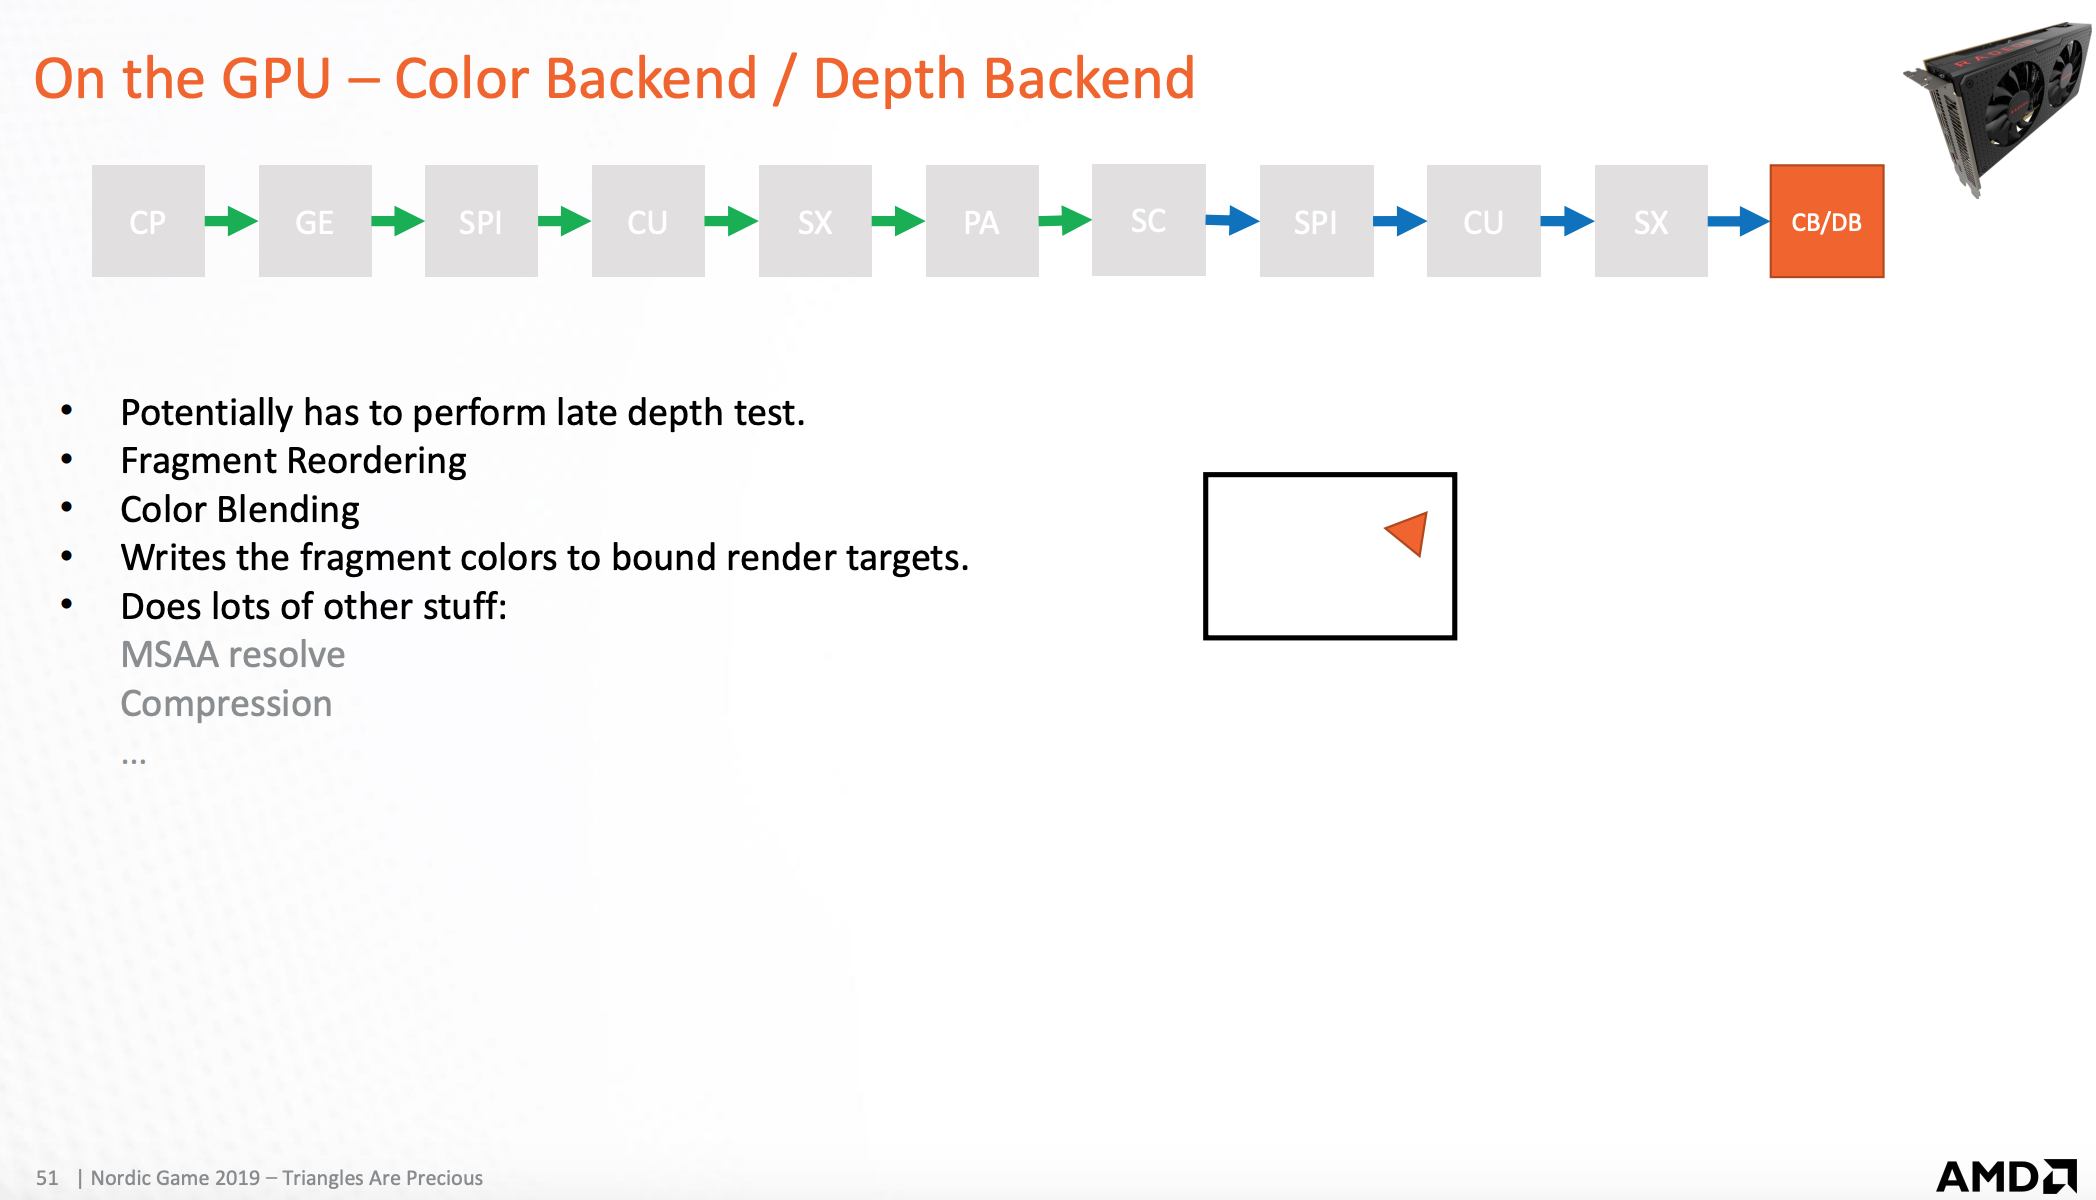 On the GPU – Color Backend / Depth Backend
CP GE SPI CU SX PA SC SPI CU SX CB/DB
• Potentially has to perform late depth test.
• Fragment Reordering
• Color Blending
• Writes the fragment colors to bound render targets.
• Does lots of other stuff:
MSAA resolve
Compression
...
51 | Nordic Game 2019 – Triangles Are Precious
AMD